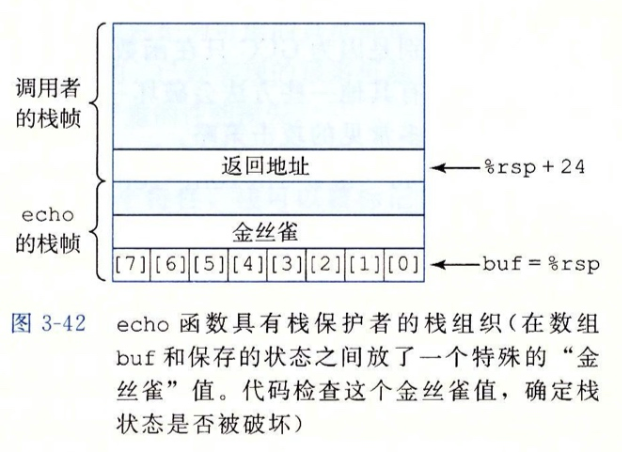 调用者
的栈帧
返回地址
%rsp+24
echo
的栈帧
金丝雀
[7][6][5][4][3][2][1][0]
buf=%rsp
图 3-42 echo 函数具有栈保护者的栈组织(在数组
buf 和保存的状态之间放了一个特殊的“金
丝雀”值。代码检查这个金丝雀值，确定栈
状态是否被破坏)